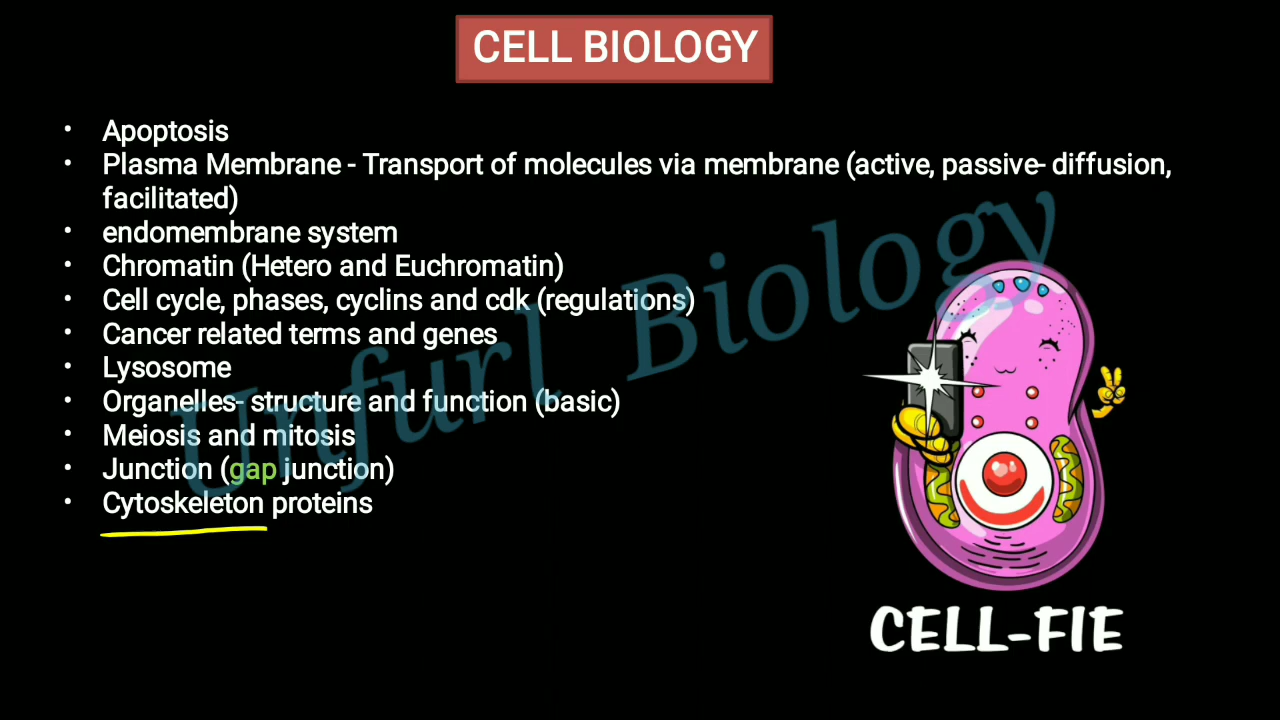 CELL BIOLOGY
• Apoptosis
• Plasma Membrane - Transport of molecules via membrane (active, passive- diffusion,
facilitated)
• endomembrane system
• Chromatin (Hetero and Euchromatin)
• Cell cycle, phases, cyclins and cdk (regulations)
• Cancer related terms and genes
• Lysosome
• Organelles- structure and function (basic)
• Meiosis and mitosis
• Junction (gap junction)
• Cytoskeleton proteins
Unfurl Biology
CELL-FIE